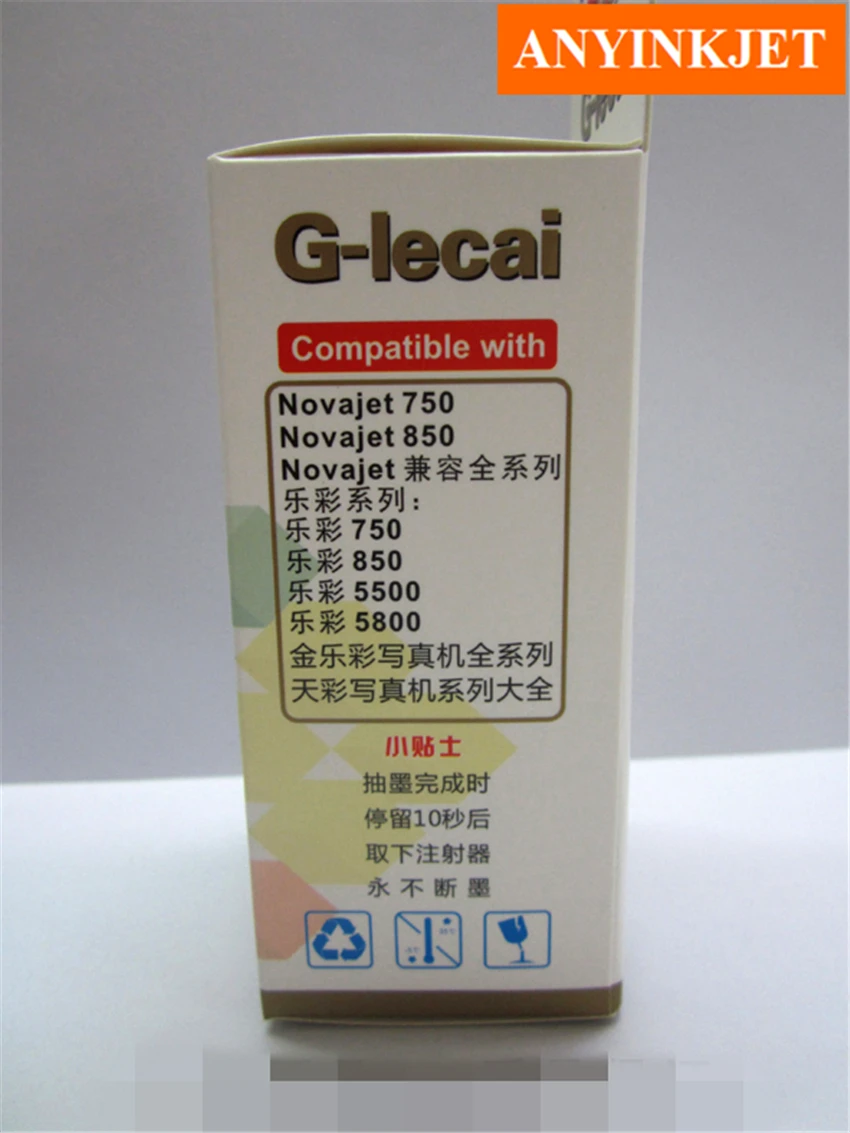 ANYINKJET
G-lecai
Compatible with
Novajet 750
Novajet 850
Novajet 兼容全系列
乐彩系列：
乐彩 750
乐彩 850
乐彩 5500
乐彩 5800
金乐彩写真机全系列
天彩写真机系列大全
小贴士
抽墨完成时
停留10秒后
取下注射器
永不断墨